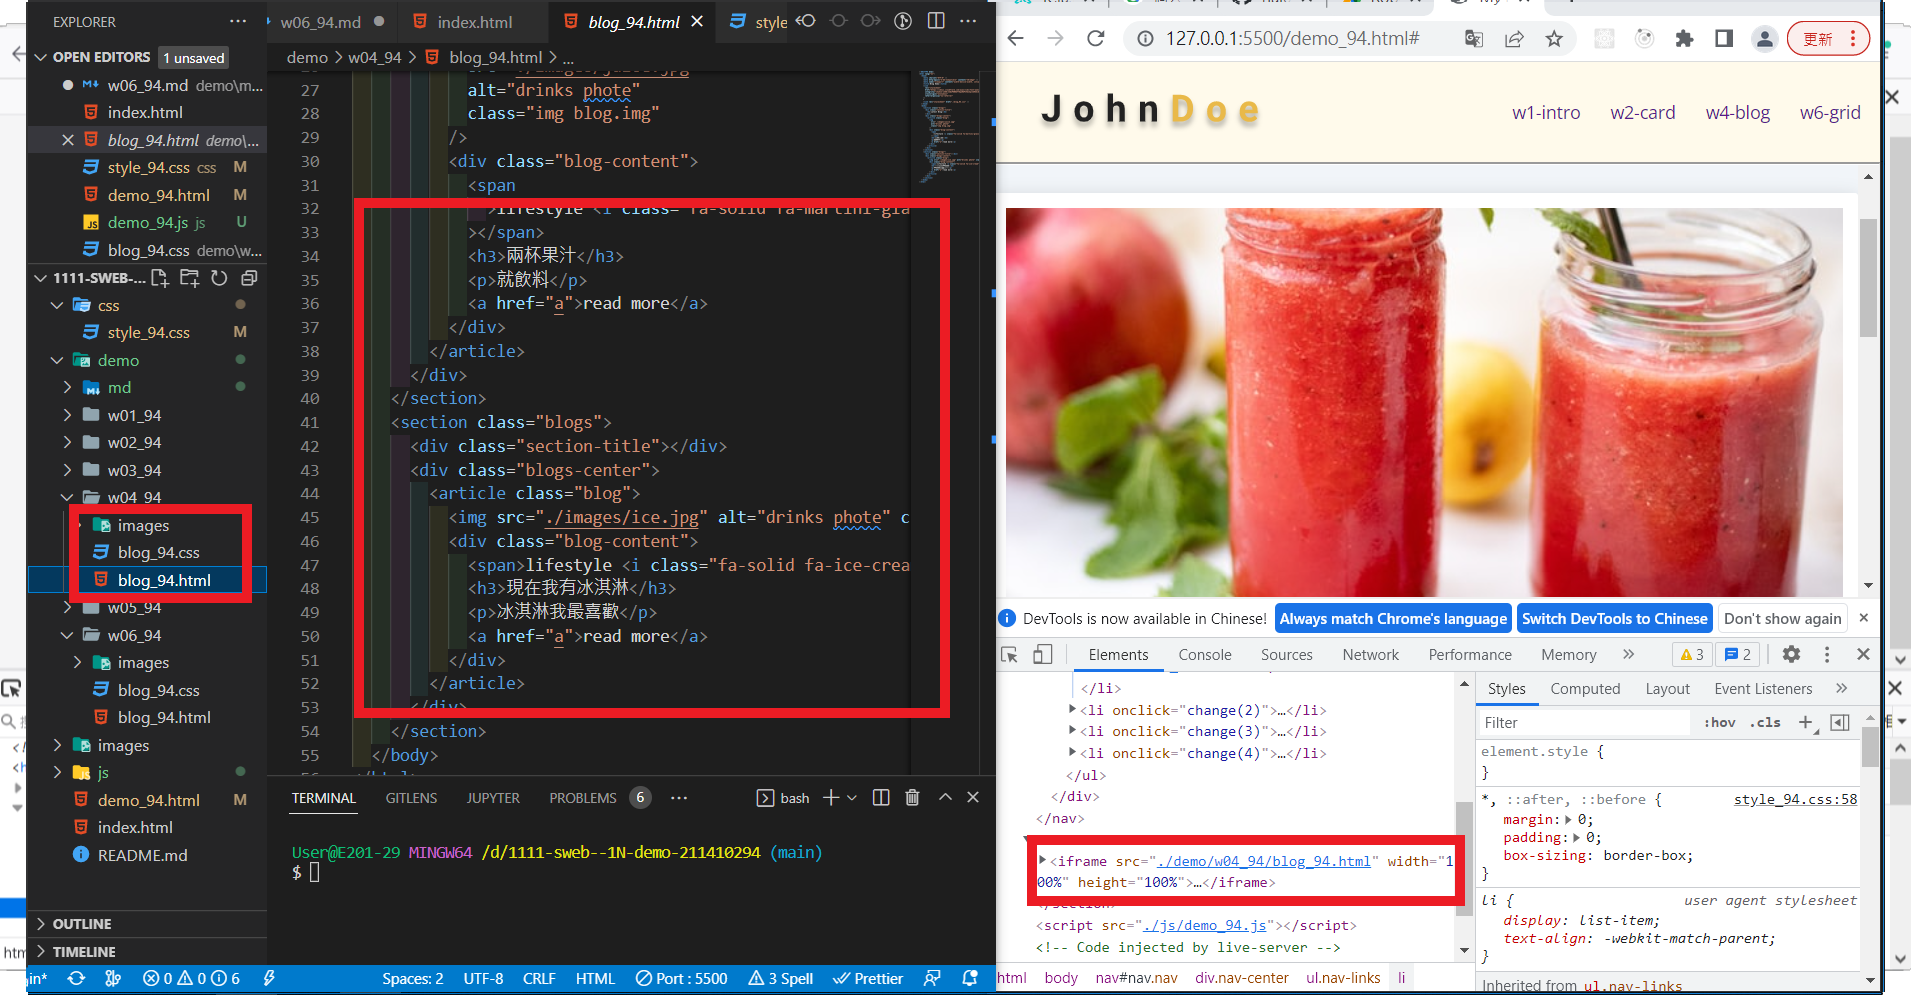 EXPLORER
OPEN EDITORS 1 unsaved
w06_94.md demo\m...
index.html
blog_94.html demo\...
style_94.css css M
demo_94.html M
demo_94.js js U
blog_94.css demo\w...
1111-SWEB-...
css
style_94.css M
demo
md
w01_94
w02_94
w03_94
w04_94
images
blog_94.css
blog_94.html
w05_94
w06_94
images
blog_94.css
blog_94.html
images
js
demo_94.html M
index.html
README.md
OUTLINE
TIMELINE
w06_94.md
index.html
blog_94.html
style
demo > w04_94 > blog_94.html > ...
27 alt="drinks phote"
28 class="img blog.img"
29 />
30 <div class="blog-content">
31 <span
32 >lifestyle <i class="fa-solid fa-martini-gla
33 ></span>
34 <h3>兩杯果汁</h3>
35 <p>就飲料</p>
36 <a href="a">read more</a>
37 </div>
38 </article>
39 </div>
40 </section>
41 <section class="blogs">
42 <div class="section-title"></div>
43 <div class="blogs-center">
44 <article class="blog">
45 <img src="./images/ice.jpg" alt="drinks phote" c
46 <div class="blog-content">
47 <span>lifestyle <i class="fa-solid fa-ice-crea
48 <h3>現在我有冰淇淋</h3>
49 <p>冰淇淋我最喜歡</p>
50 <a href="a">read more</a>
51 </div>
52 </article>
53 </div>
54 </section>
55 </body>
TERMINAL GITLENS JUPYTER PROBLEMS 6 ... bash
User@E201-29 MINGW64 /d/1111-sweb--1N-demo-211410294 (main)
$
in* 0 0 6 Spaces: 2 UTF-8 CRLF HTML Port : 5500 3 Spell Prettier
127.0.0.1:5500/demo_94.html# 更新
JohnDoe
w1-intro w2-card w4-blog w6-grid
DevTools is now available in Chinese! Always match Chrome's language Switch DevTools to Chinese Don't show again
Elements Console Sources Network Performance Memory » 3 2
</li>
<li onclick="change(2)">…</li>
<li onclick="change(3)">…</li>
<li onclick="change(4)">…</li>
</ul>
</div>
</nav>
<iframe src="./demo/w04_94/blog_94.html" width="1
00%" height="100%">…</iframe>
</section>
<script src="./js/demo_94.js"></script>
<!-- Code injected by live-server -->
html body nav#nav.nav div.nav-center ul.nav-links li
Styles Computed Layout Event Listeners »
Filter :hov .cls
element.style {
}
*, ::after, ::before { style_94.css:58
margin: 0;
padding: 0;
box-sizing: border-box;
}
li { user agent stylesheet
display: list-item;
text-align: -webkit-match-parent;
}
Inherited from ul.nav-links